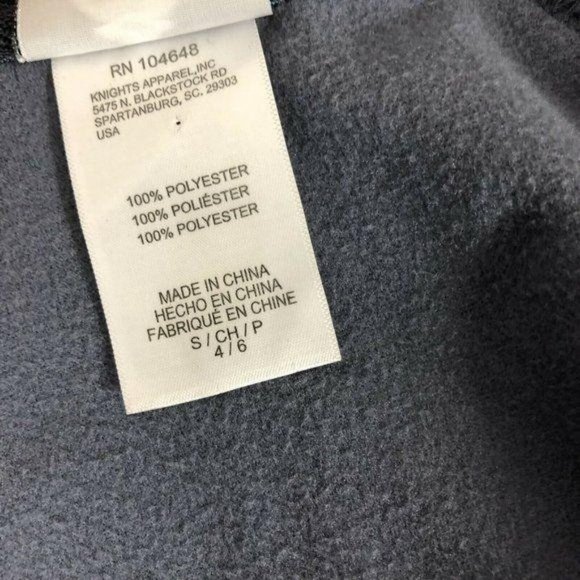 RN 104648
KNIGHTS APPAREL,INC
5475 N. BLACKSTOCK RD
SPARTANBURG, SC. 29303
USA
100% POLYESTER
100% POLIÉSTER
100% POLYESTER
MADE IN CHINA
HECHO EN CHINA
FABRIQUÉ EN CHINE
S / CH / P
4 / 6